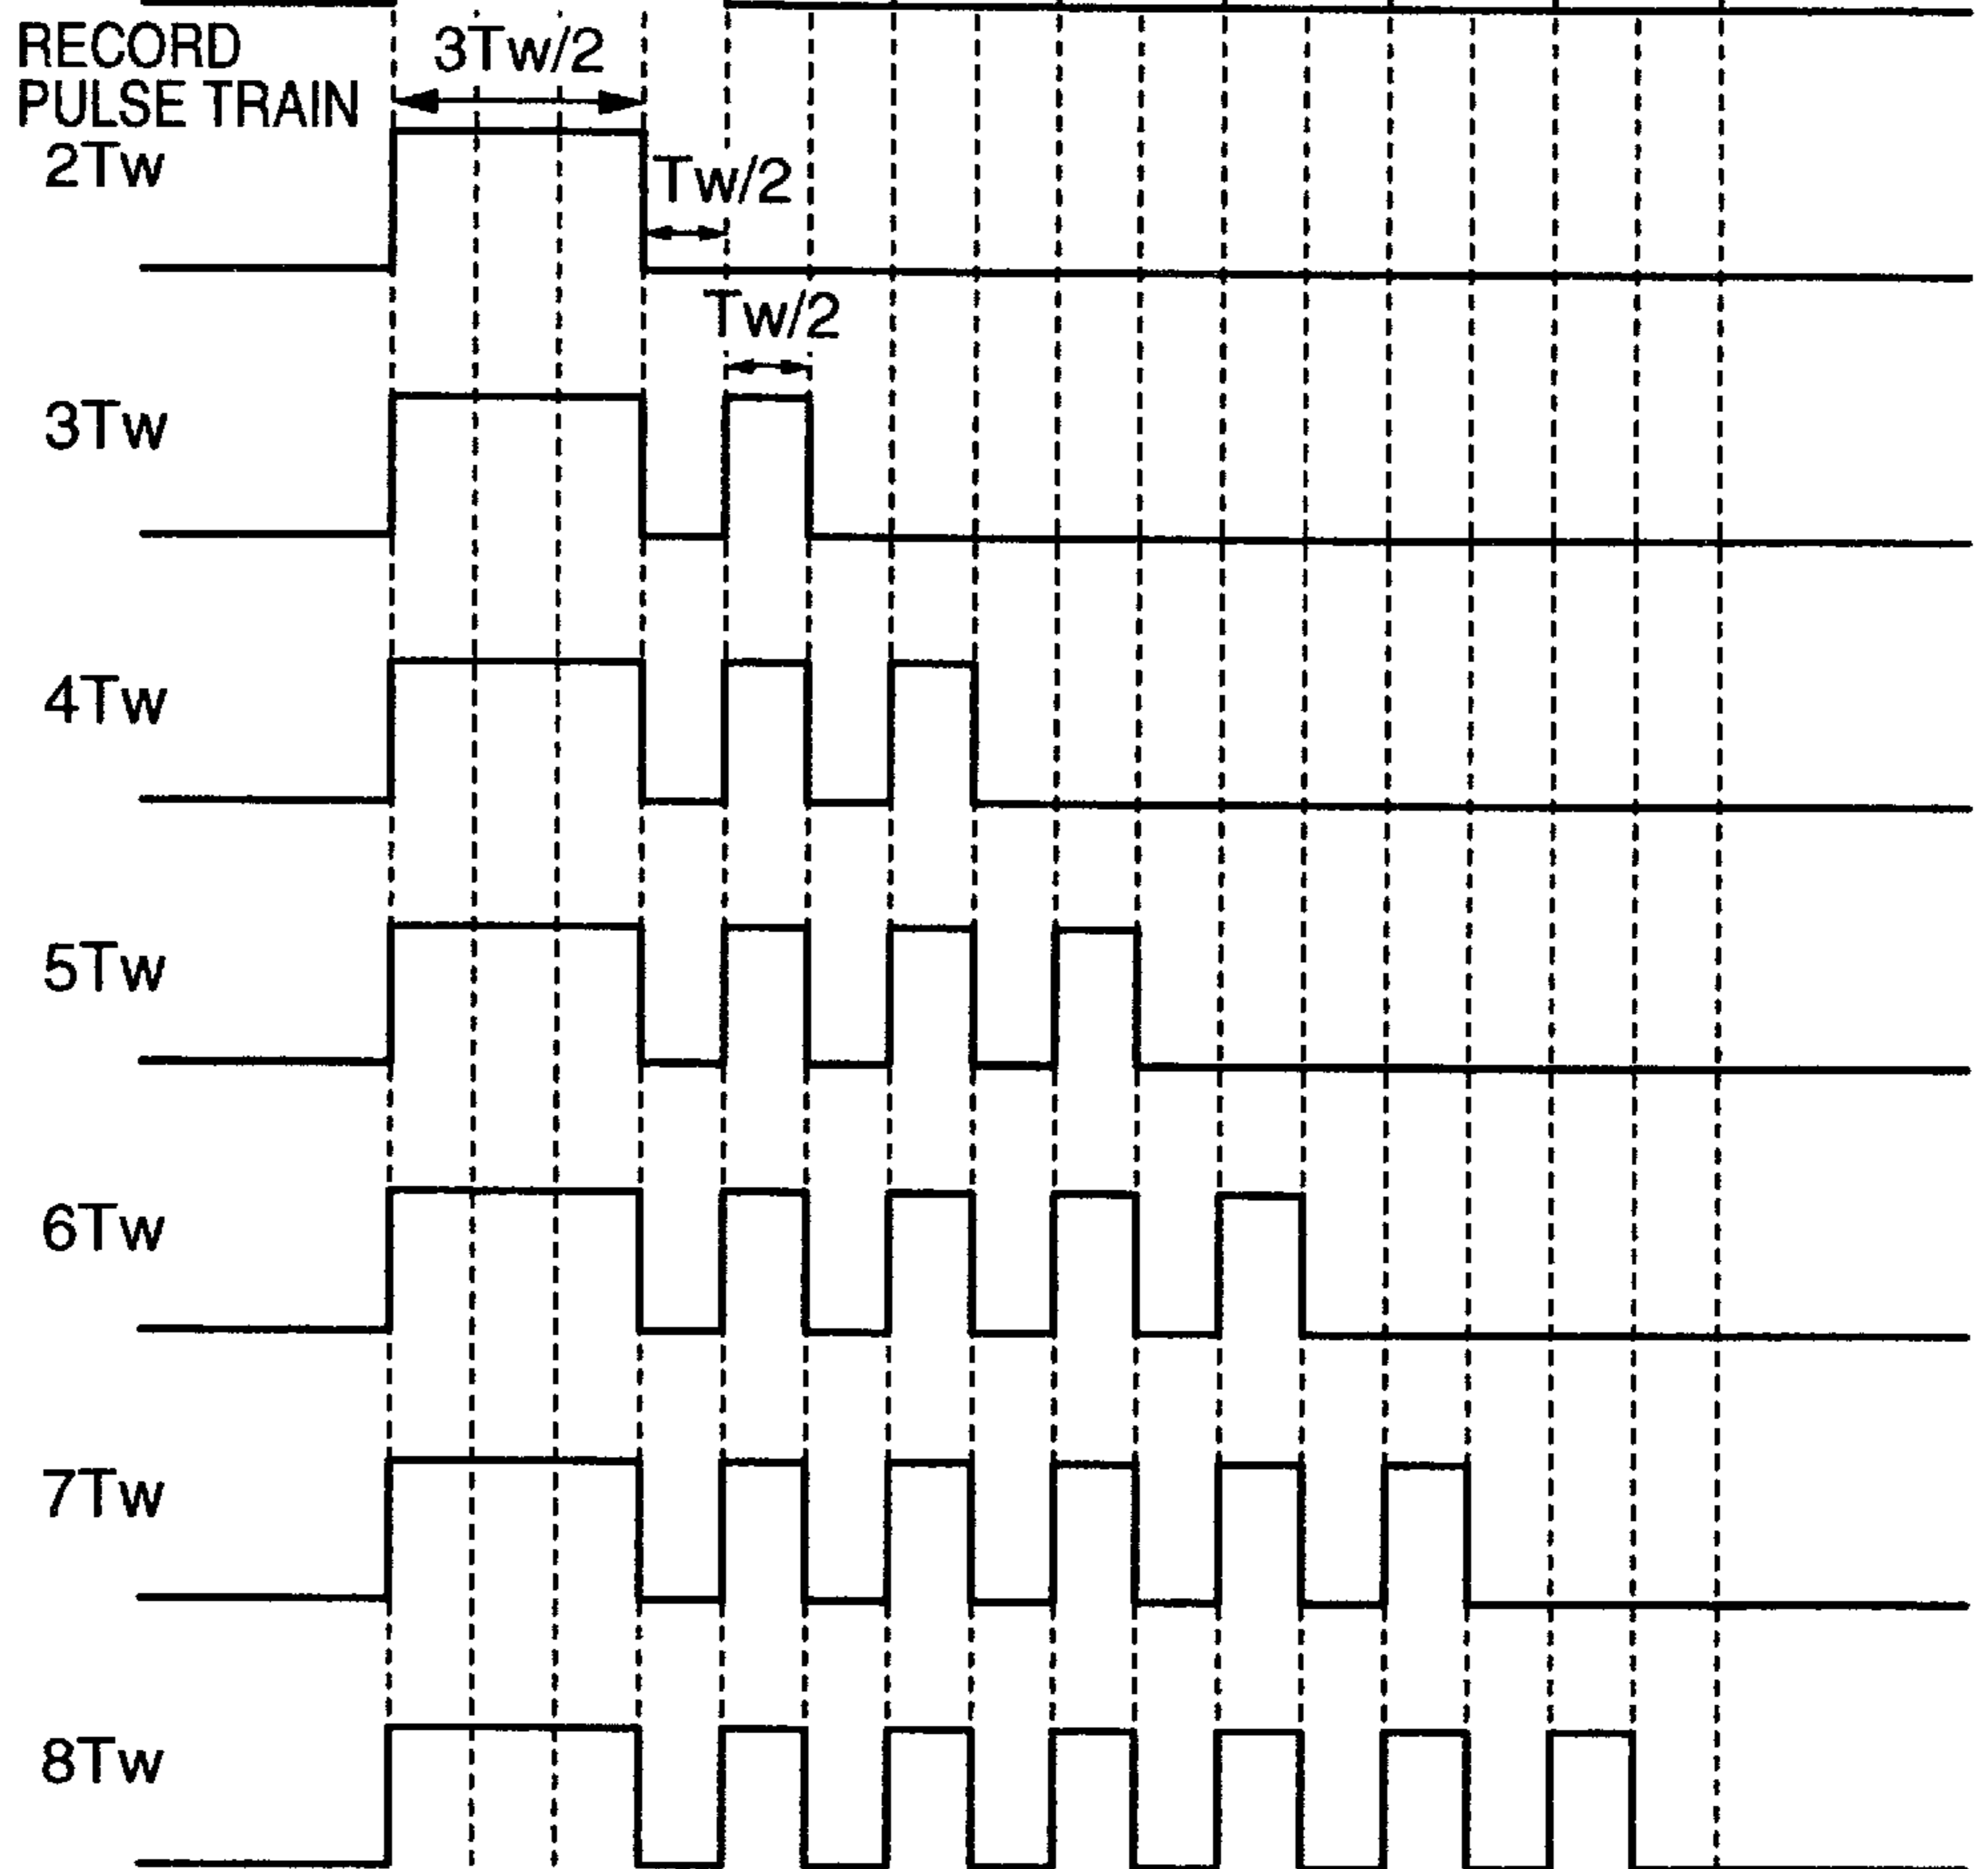 RECORD
PULSE TRAIN
3Tw/2
2Tw
Tw/2
Tw/2
3Tw
4Tw
5Tw
6Tw
7Tw
8Tw